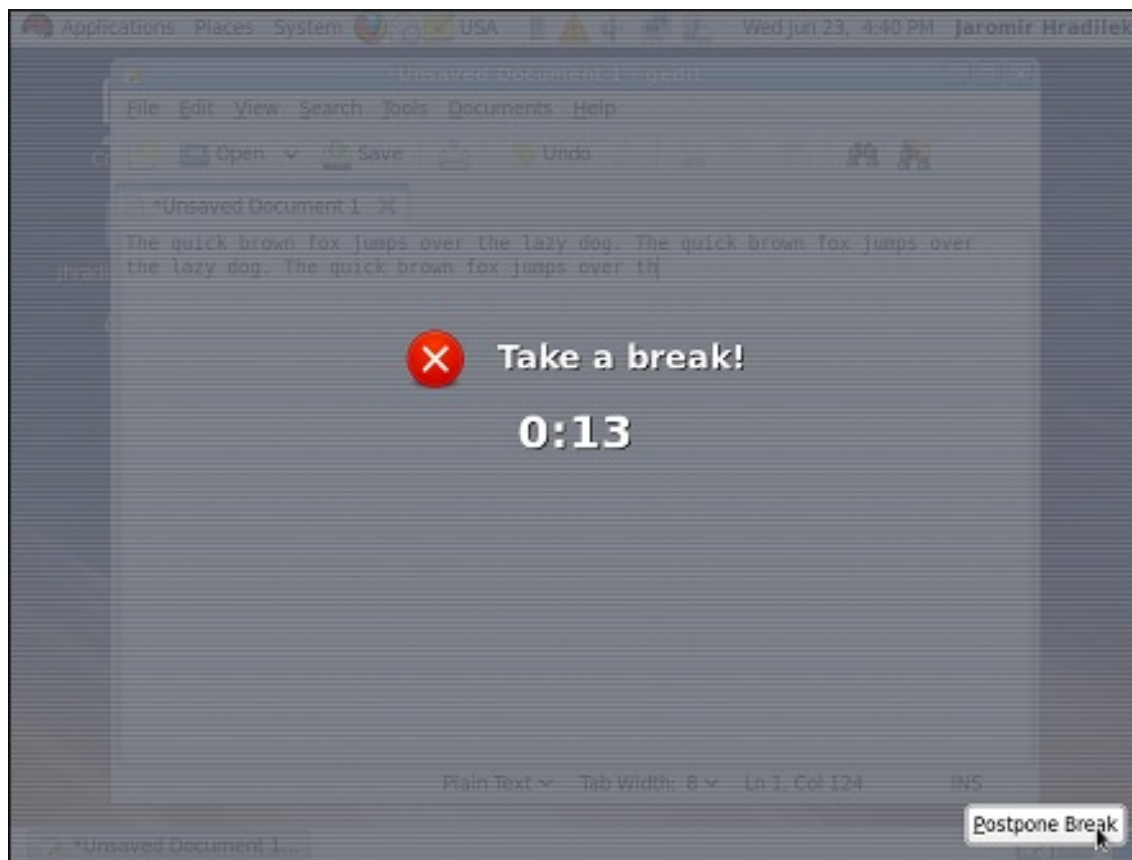 Applications Places System USA Wed Jun 23, 4:40 PM Jaromir Hradilek
*Unsaved Document 1 - gedit
File Edit View Search Tools Documents Help
Open Save Undo
*Unsaved Document 1
The quick brown fox jumps over the lazy dog. The quick brown fox jumps over
the lazy dog. The quick brown fox jumps over th
Take a break!
0:13
Plain Text Tab Width: 8 Ln 1, Col 124 INS
Postpone Break
*Unsaved Document 1...